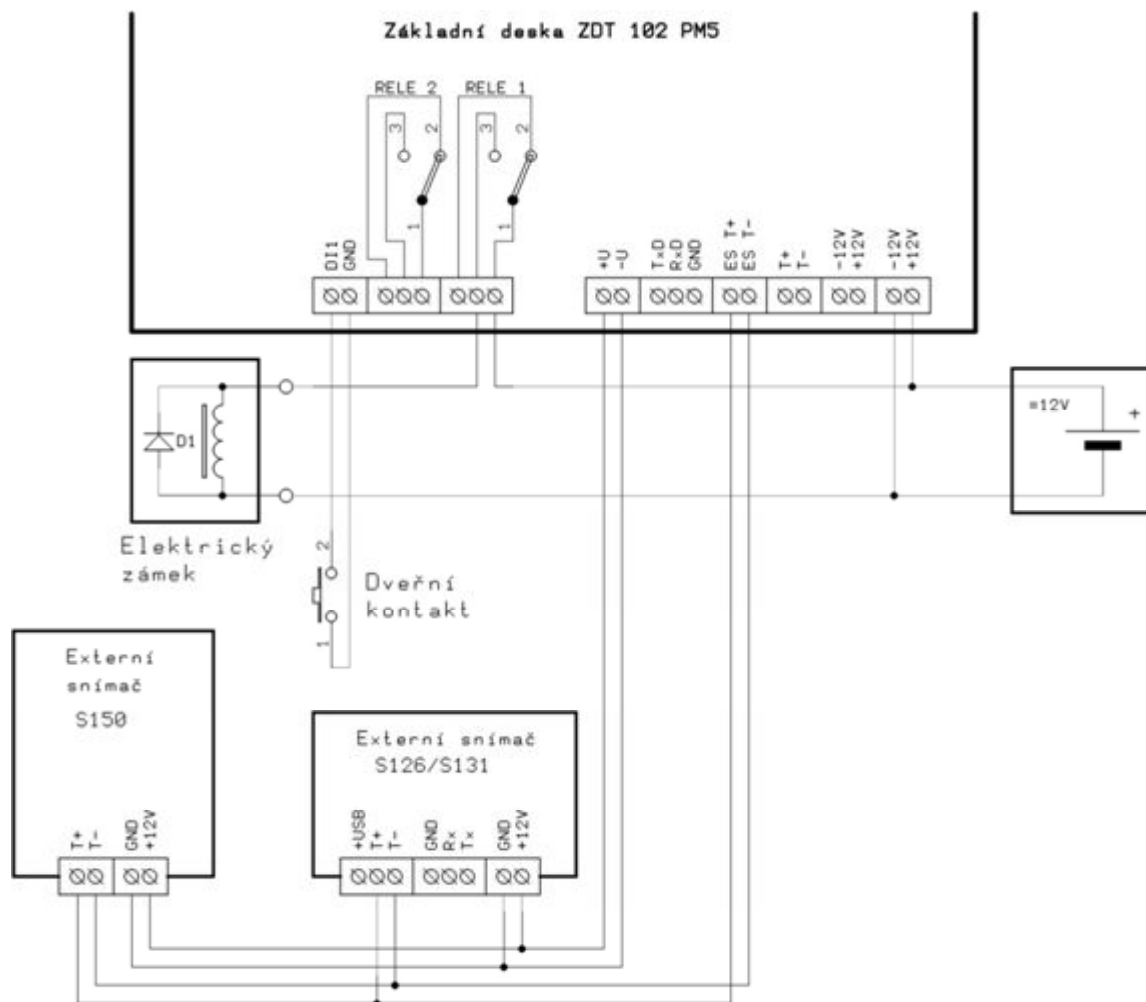 Základní deska ZDT 102 PM5
RELE 2
RELE 1
3
2
3
2
1
1
DI1
GND
+U
-U
TxD
RxD
GND
ES T+
ES T-
T+
T-
-12V
+12V
-12V
+12V
D1
=12V
+
Elektrický
zámek
2
Dveřní
kontakt
1
Externí
snímač
S150
Externí snímač
S126/S131
T+
T-
GND
+12V
+USB
T+
T-
GND
Rx
Tx
GND
+12V